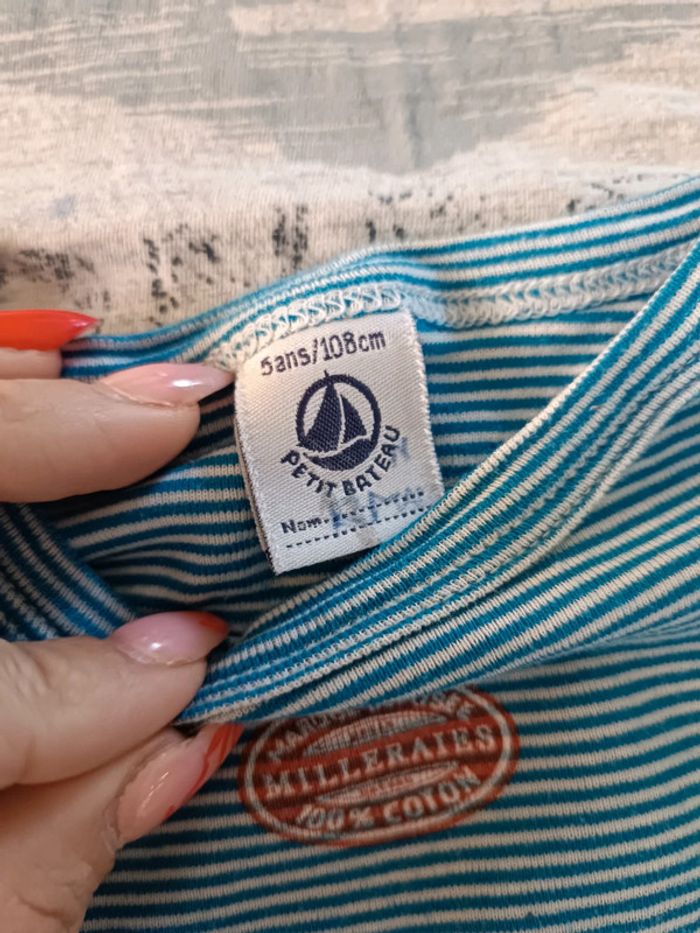 5ans/108cm
PETIT BATEAU
Nom
MILLERAIES
100% COTON